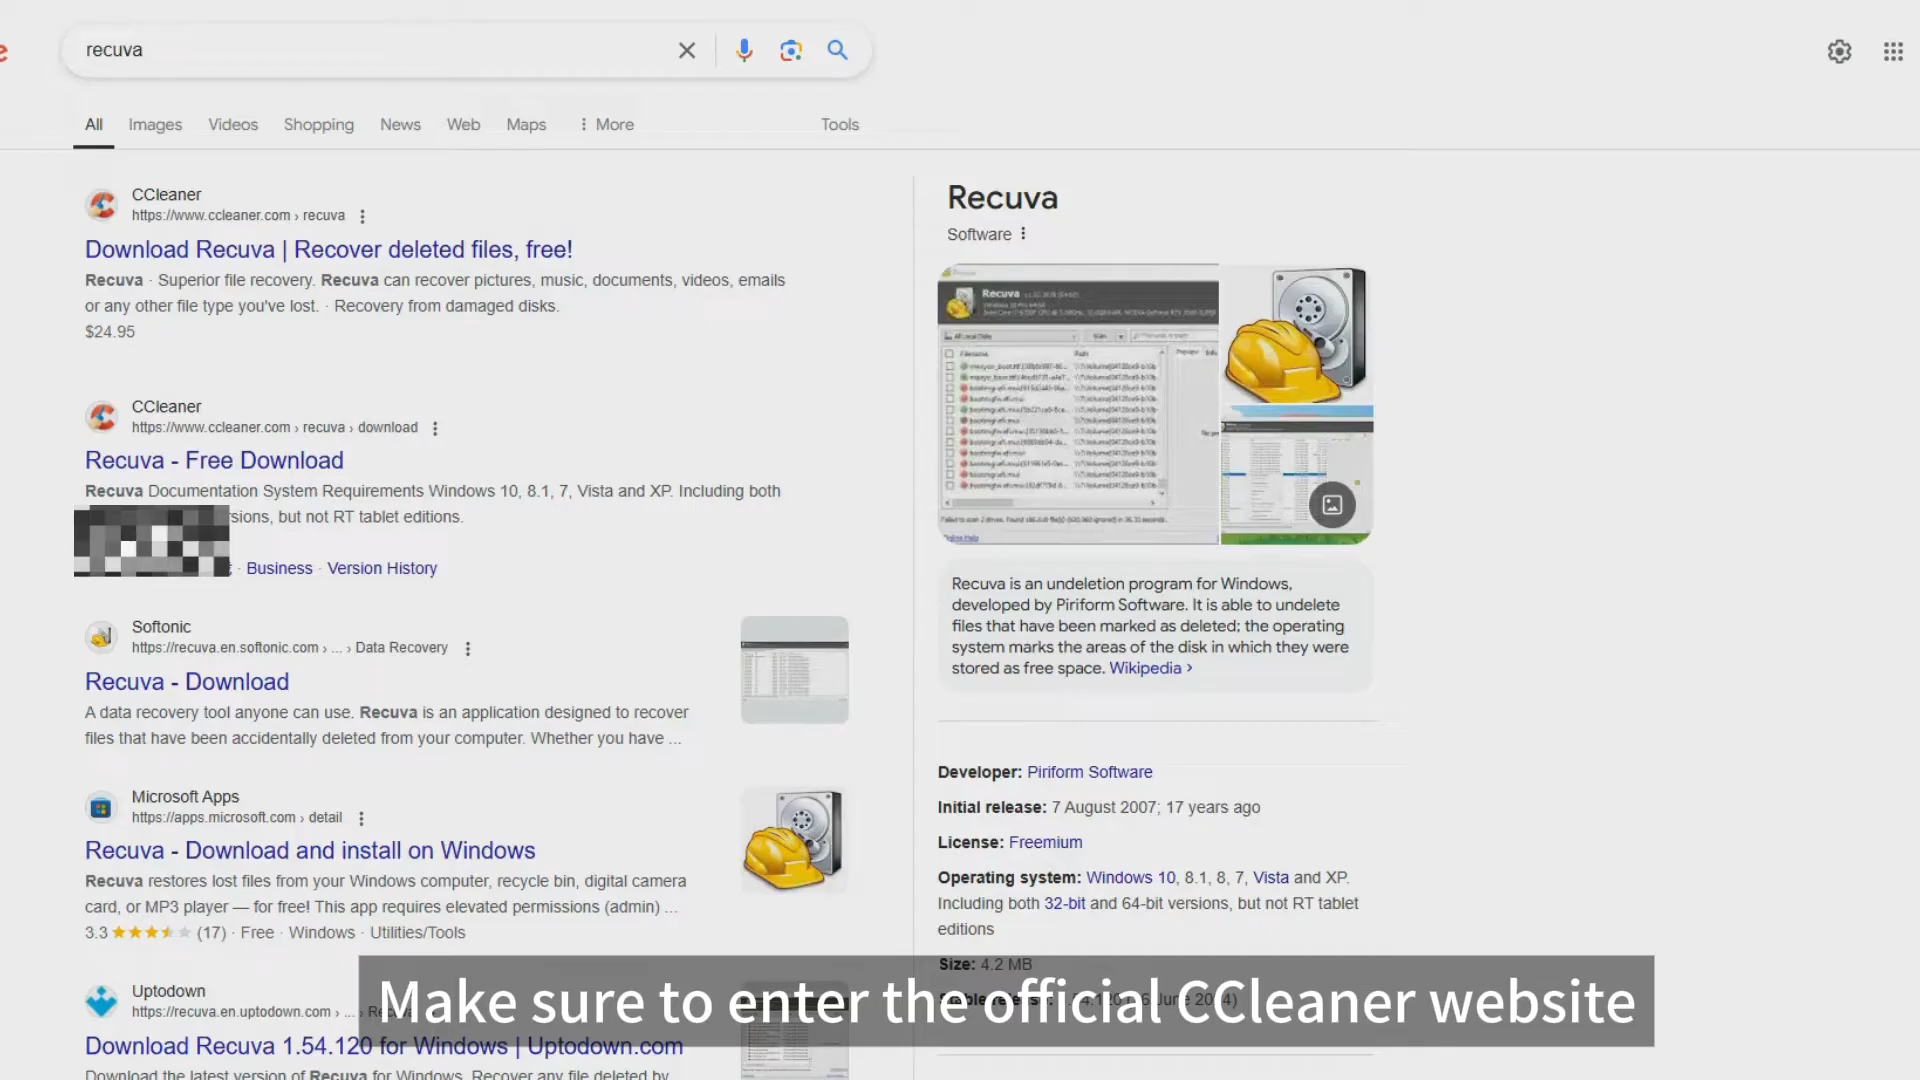 recuva
All
Images
Videos
Shopping
News
Web
Maps
More
Tools
CCleaner
https://www.ccleaner.com › recuva
Download Recuva | Recover deleted files, free!
Recuva · Superior file recovery. Recuva can recover pictures, music, documents, videos, emails
or any other file type you've lost. · Recovery from damaged disks.
$24.95
CCleaner
https://www.ccleaner.com › recuva › download
Recuva - Free Download
Recuva Documentation System Requirements Windows 10, 8.1, 7, Vista and XP. Including both
but not RT tablet editions.
· Business · Version History
Softonic
https://recuva.en.softonic.com › ... › Data Recovery
Recuva - Download
A data recovery tool anyone can use. Recuva is an application designed to recover
files that have been accidentally deleted from your computer. Whether you have ...
Microsoft Apps
https://apps.microsoft.com › detail
Recuva - Download and install on Windows
Recuva restores lost files from your Windows computer, recycle bin, digital camera
card, or MP3 player — for free! This app requires elevated permissions (admin) ...
3.3 (17) · Free · Windows · Utilities/Tools
Uptodown
https://recuva.en.uptodown.com › ... ›
Download Recuva 1.54.120 for Windows | Uptodown.com
Download the latest version of Recuva for Windows. Recover any file deleted by
Recuva
Software
Recuva
Recuva is an undeletion program for Windows,
developed by Piriform Software. It is able to undelete
files that have been marked as deleted; the operating
system marks the areas of the disk in which they were
stored as free space. Wikipedia ›
Developer: Piriform Software
Initial release: 7 August 2007; 17 years ago
License: Freemium
Operating system: Windows 10, 8.1, 8, 7, Vista and XP.
Including both 32-bit and 64-bit versions, but not RT tablet
editions
Size: 4.2 MB
Make sure to enter the official CCleaner website